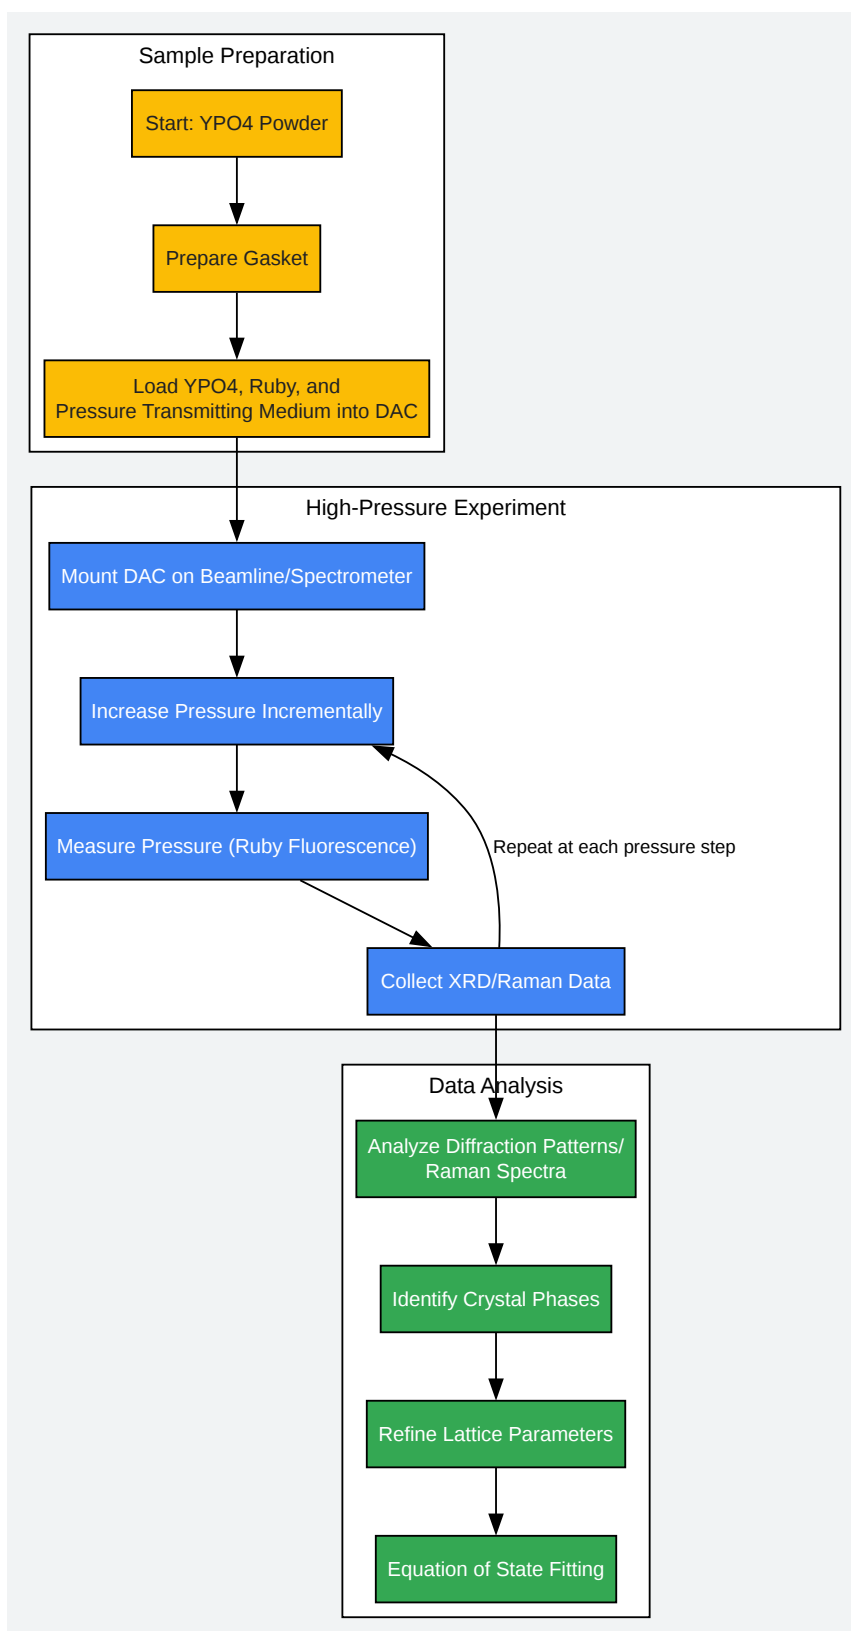 Sample Preparation
Start: YPO4 Powder
Prepare Gasket
Load YPO4, Ruby, and
Pressure Transmitting Medium into DAC
High-Pressure Experiment
Mount DAC on Beamline/Spectrometer
Increase Pressure Incrementally
Measure Pressure (Ruby Fluorescence)
Repeat at each pressure step
Collect XRD/Raman Data
Data Analysis
Analyze Diffraction Patterns/
Raman Spectra
Identify Crystal Phases
Refine Lattice Parameters
Equation of State Fitting